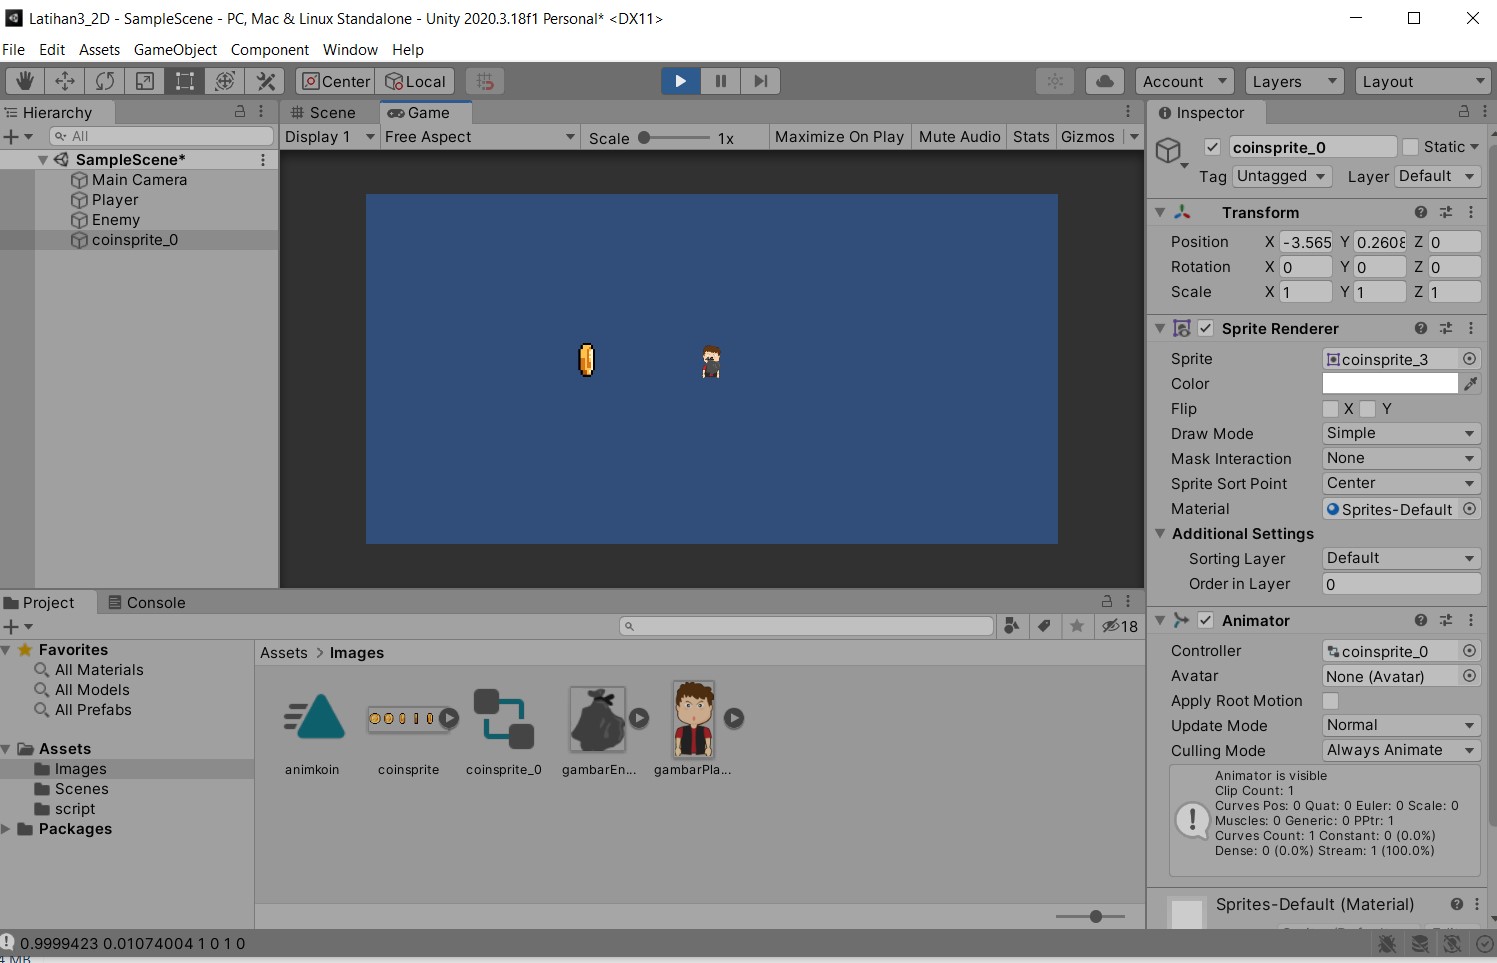 Latihan3_2D - SampleScene - PC, Mac & Linux Standalone - Unity 2020.3.18f1 Personal* <DX11>
File Edit Assets GameObject Component Window Help
Center Local Account Layers Layout
Hierarchy
All
SampleScene*
Main Camera
Player
Enemy
coinsprite_0
Scene Game
Display 1 Free Aspect Scale 1x Maximize On Play Mute Audio Stats Gizmos
Inspector
coinsprite_0 Static
Tag Untagged Layer Default
Transform
Position X -3.565 Y 0.2608 Z 0
Rotation X 0 Y 0 Z 0
Scale X 1 Y 1 Z 1
Sprite Renderer
Sprite coinsprite_3
Color
Flip X Y
Draw Mode Simple
Mask Interaction None
Sprite Sort Point Center
Material Sprites-Default
Additional Settings
Sorting Layer Default
Order in Layer 0
Animator
Controller coinsprite_0
Avatar None (Avatar)
Apply Root Motion
Update Mode Normal
Culling Mode Always Animate
Animator is visible
Clip Count: 1
Curves Pos: 0 Quat: 0 Euler: 0 Scale: 0
Muscles: 0 Generic: 0 PPtr: 1
Curves Count: 1 Constant: 0 (0.0%)
Dense: 0 (0.0%) Stream: 1 (100.0%)
Sprites-Default (Material)
Project Console
18
Favorites
All Materials
All Models
All Prefabs
Assets
Images
Scenes
script
Packages
Assets > Images
animkoin coinsprite coinsprite_0 gambarEn... gambarPla...
0.9999423 0.01074004 1 0 1 0